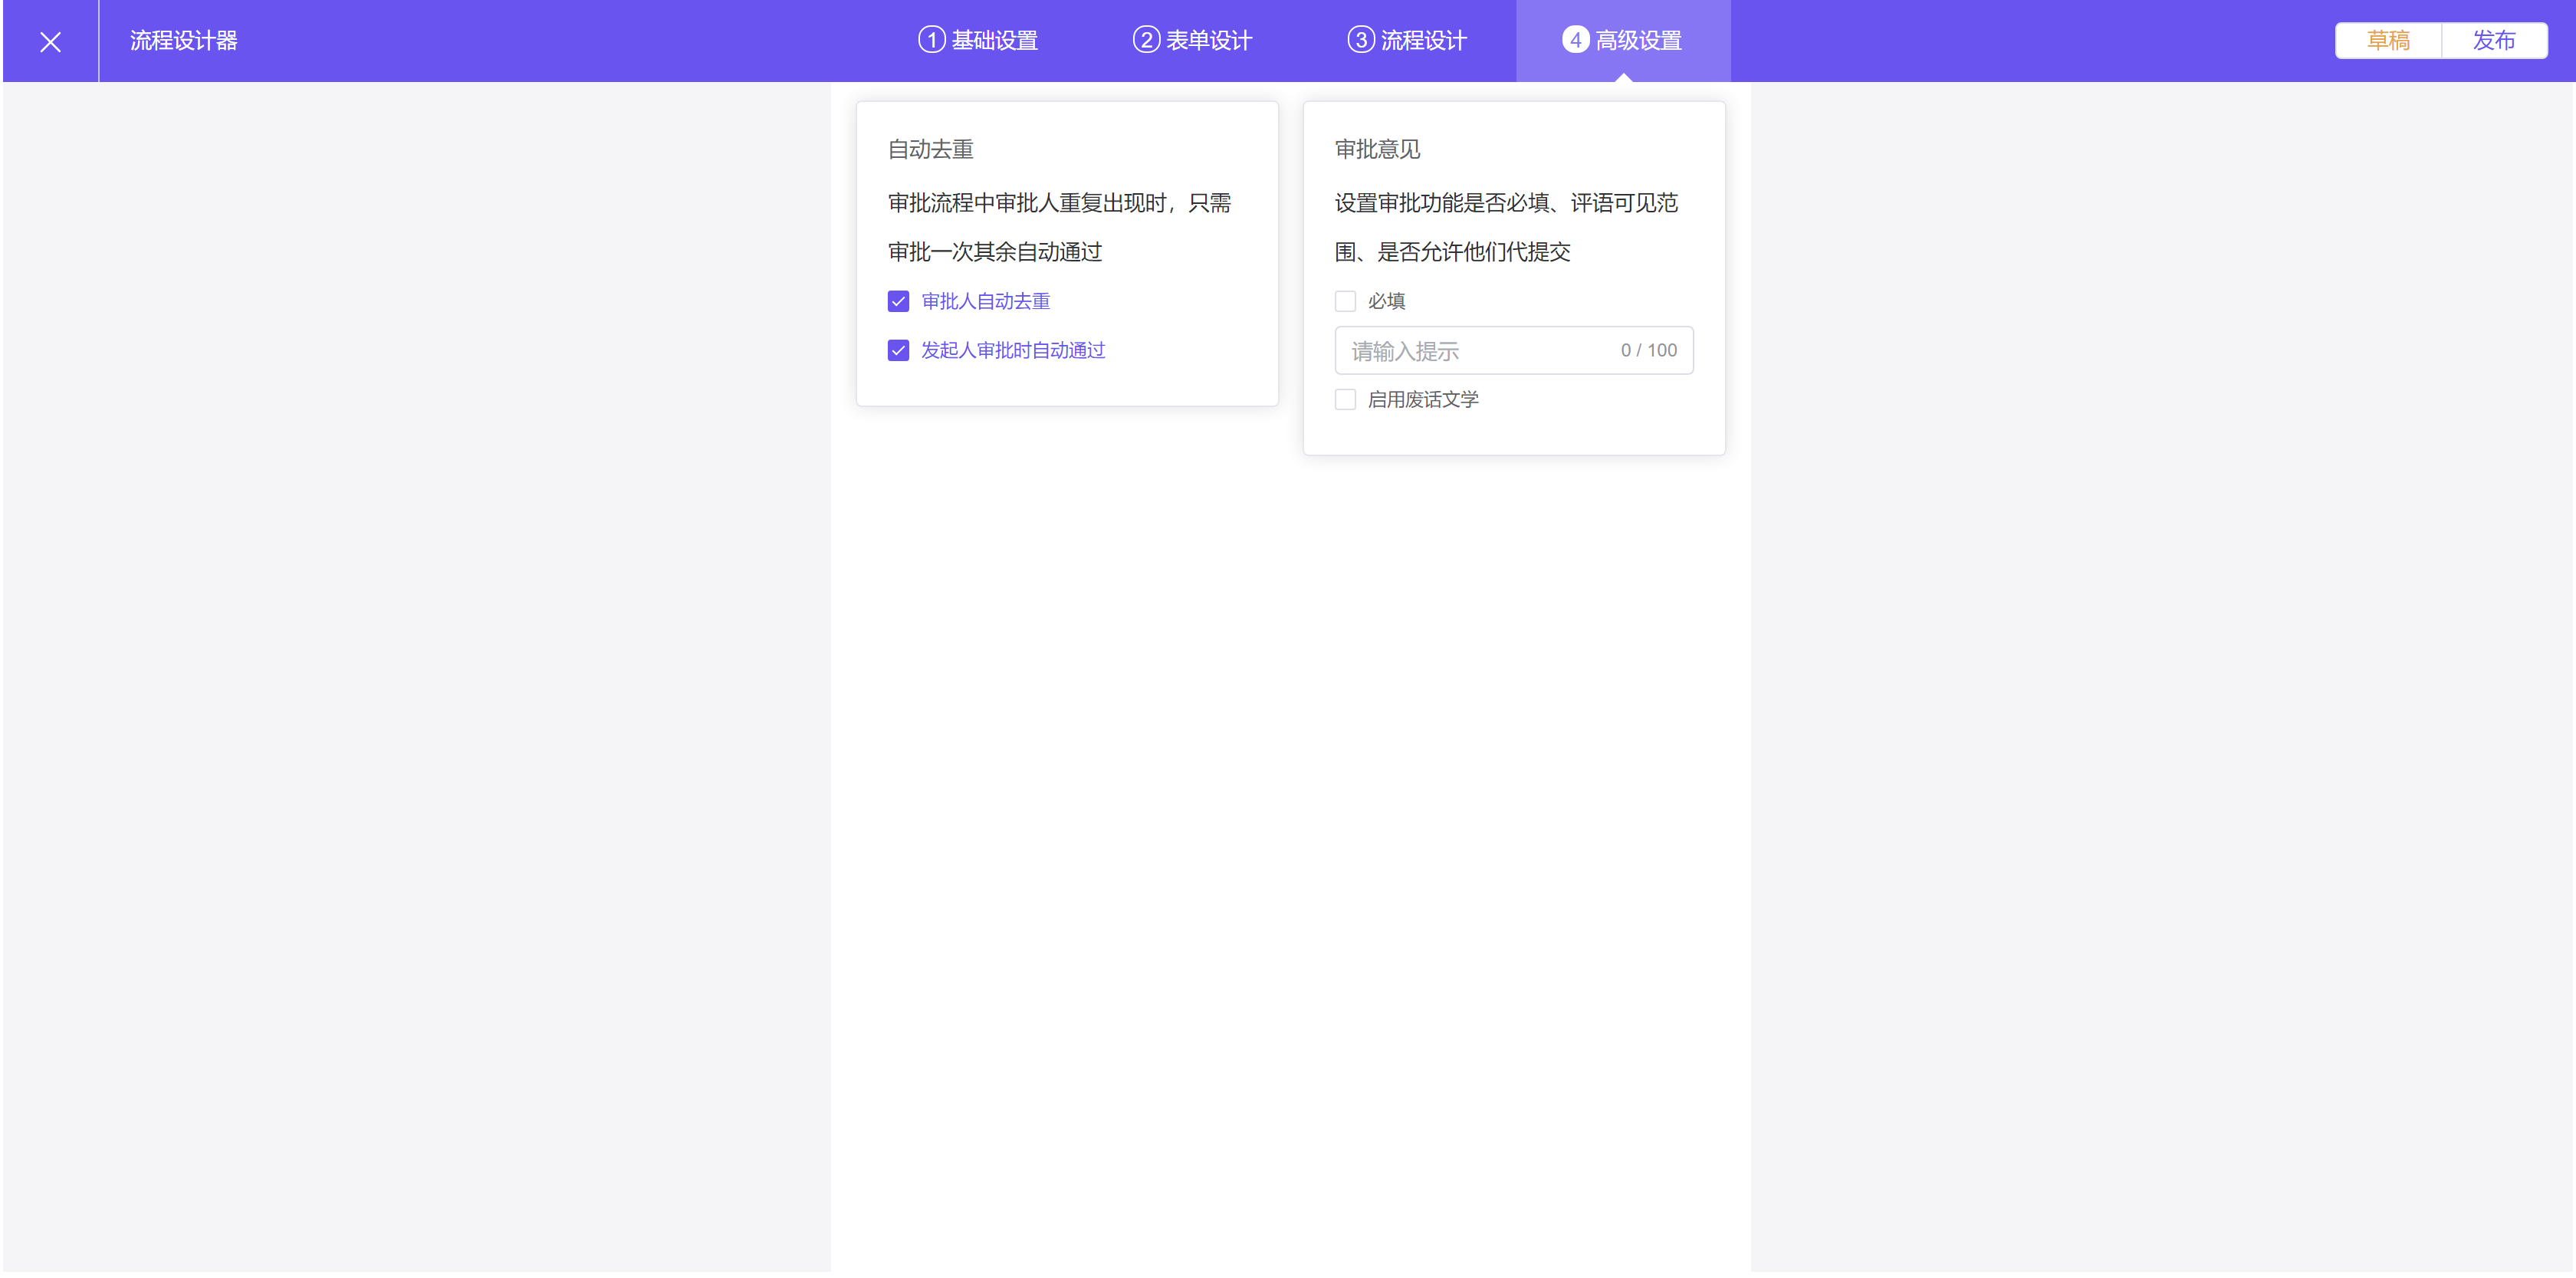 流程设计器
1 基础设置
2 表单设计
3 流程设计
4 高级设置
草稿
发布
自动去重
审批流程中审批人重复出现时，只需
审批一次其余自动通过
审批人自动去重
发起人审批时自动通过
审批意见
设置审批功能是否必填、评语可见范
围、是否允许他们代提交
必填
请输入提示
0 / 100
启用废话文学